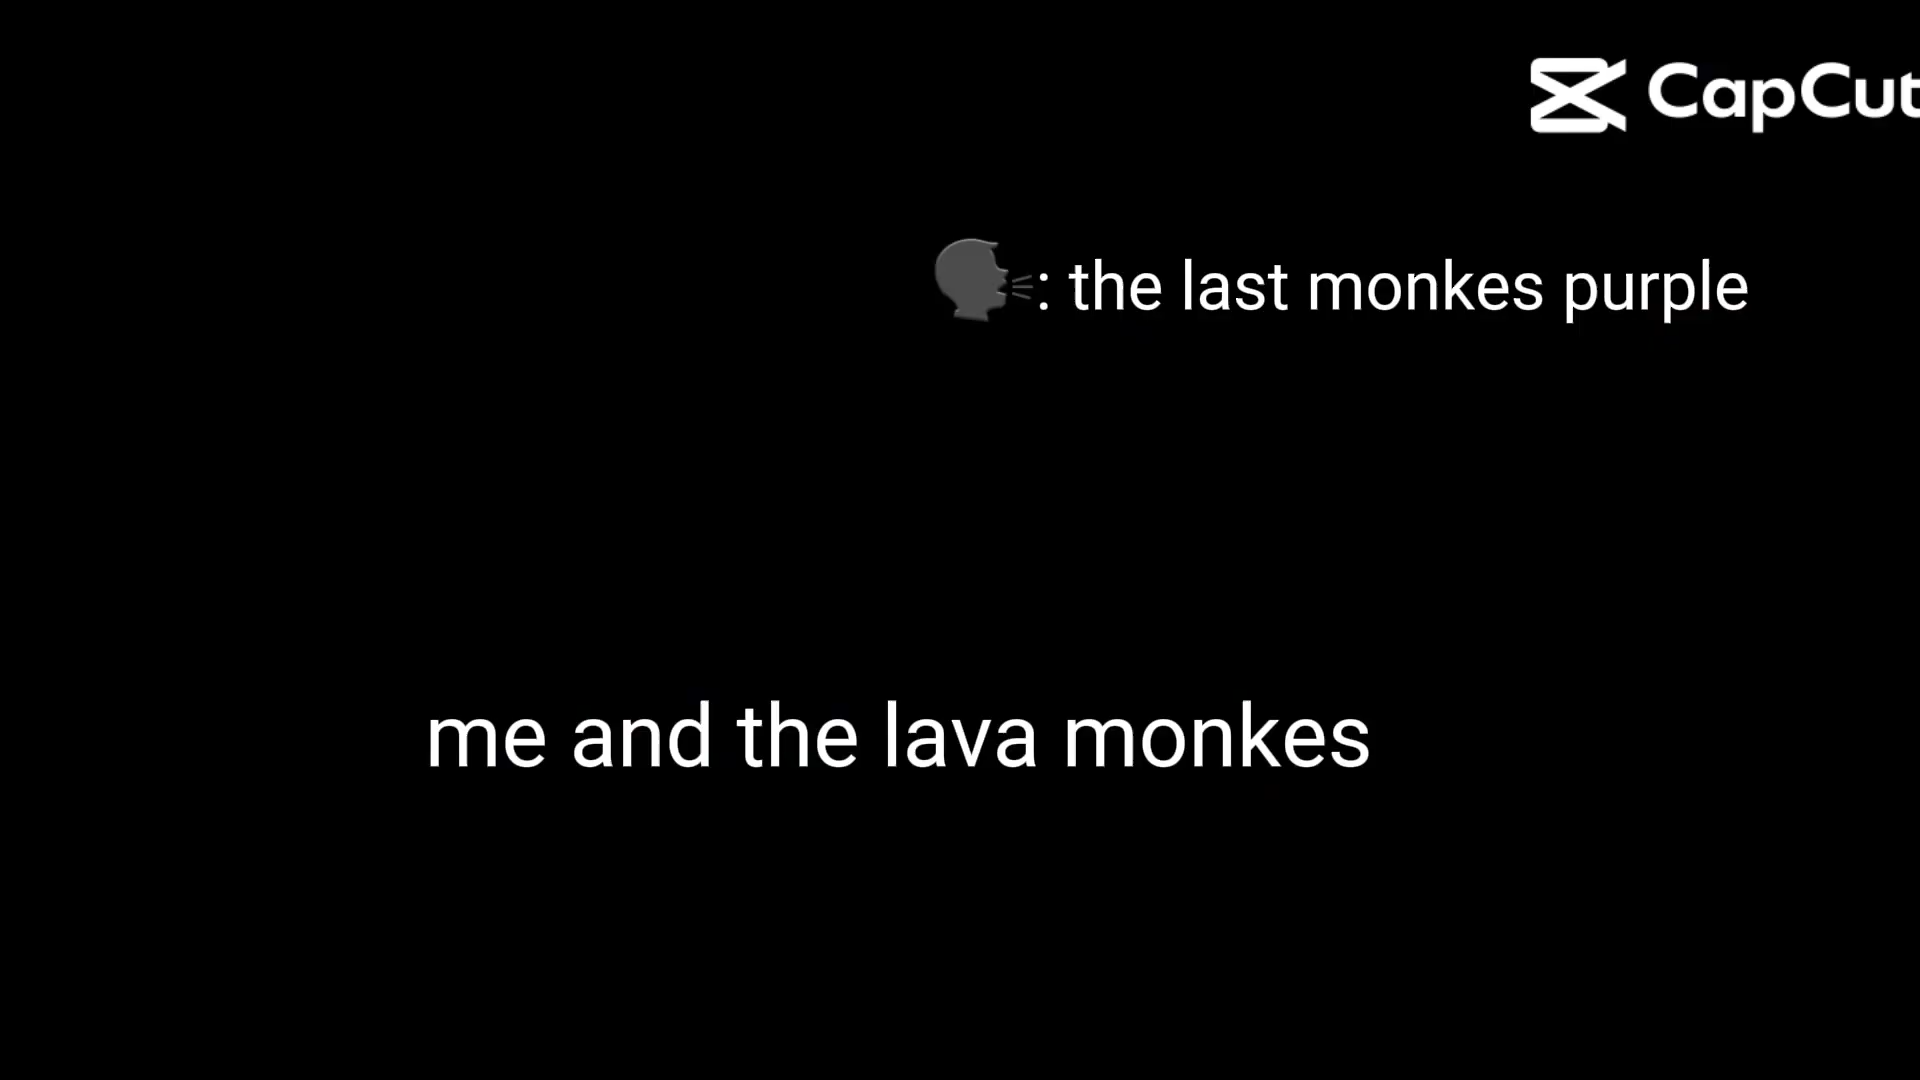 CapCut
🗣: the last monkes purple
me and the lava monkes